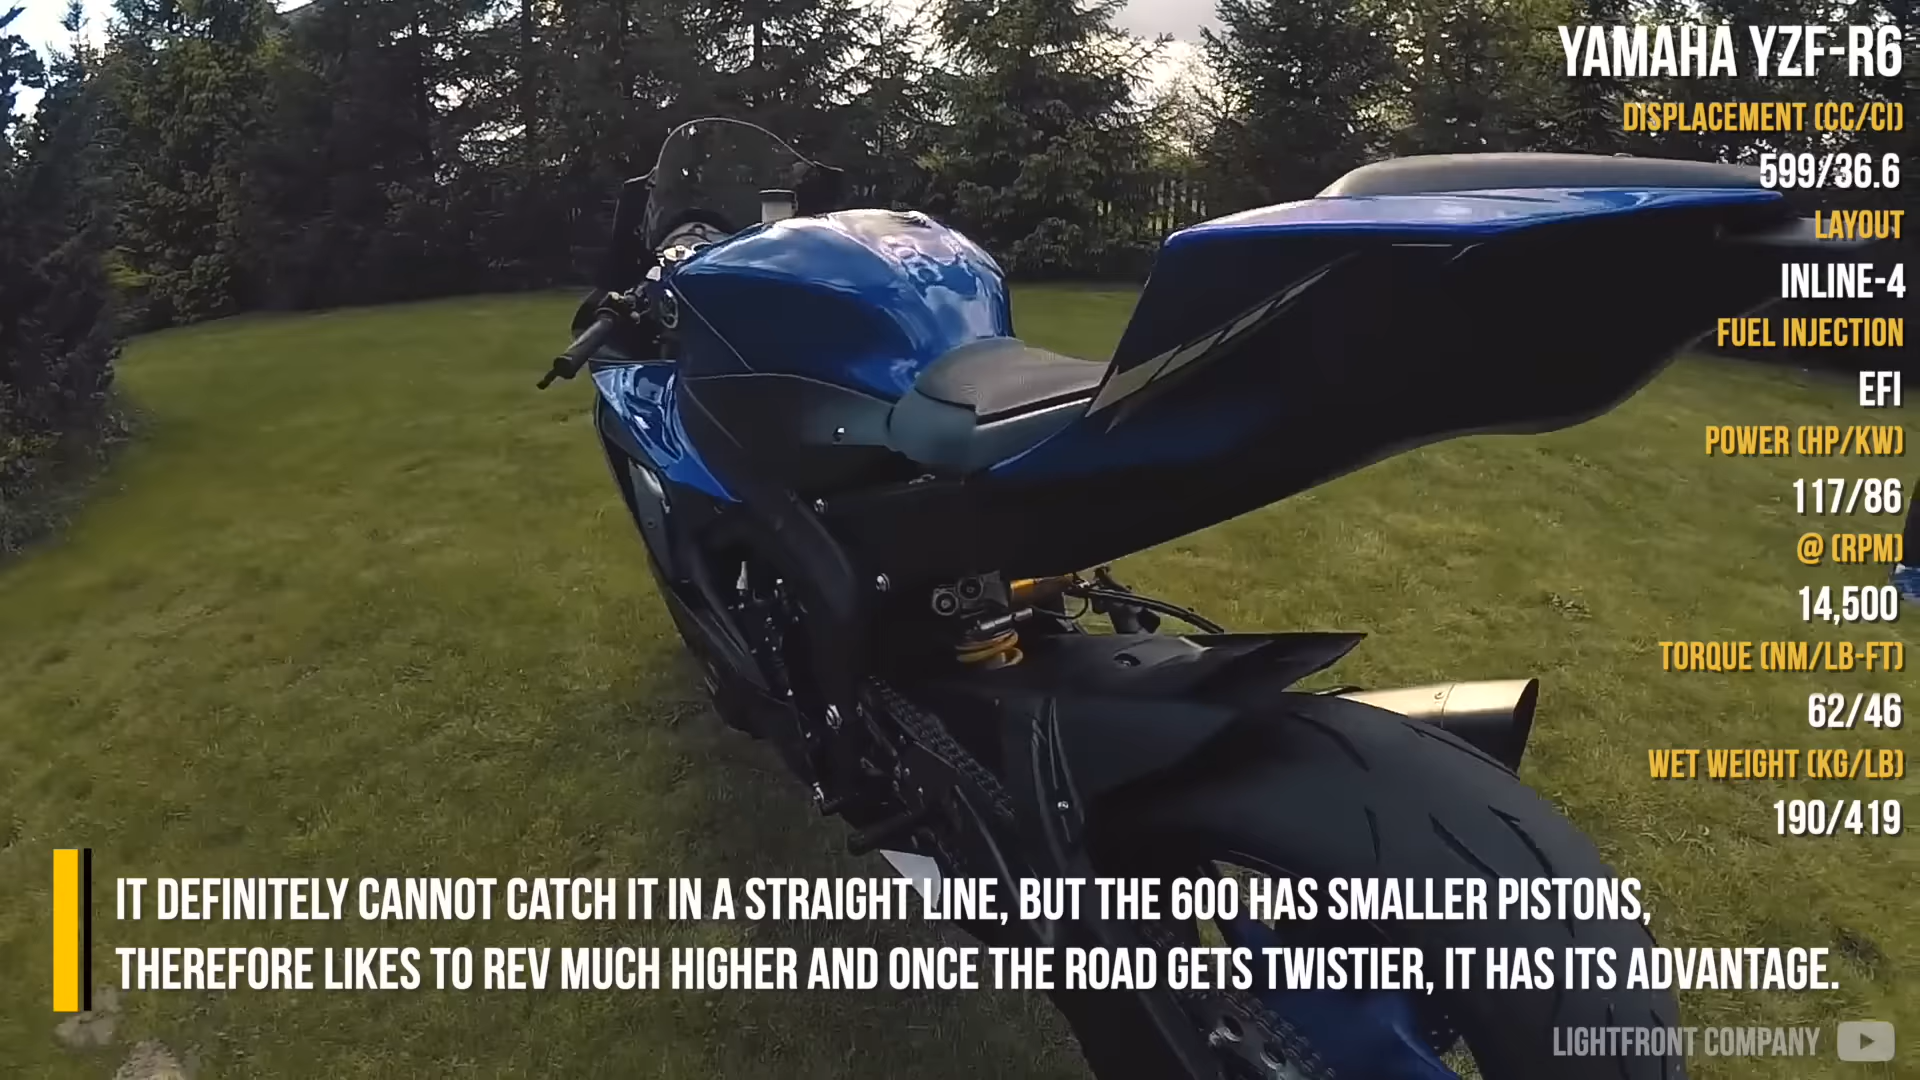 YAMAHA YZF-R6
DISPLACEMENT (CC/CI)
599/36.6
LAYOUT
INLINE-4
FUEL INJECTION
EFI
POWER (HP/KW)
117/86
@ (RPM)
14,500
TORQUE (NM/LB-FT)
62/46
WET WEIGHT (KG/LB)
190/419
IT DEFINITELY CANNOT CATCH IT IN A STRAIGHT LINE, BUT THE 600 HAS SMALLER PISTONS,
THEREFORE LIKES TO REV MUCH HIGHER AND ONCE THE ROAD GETS TWISTIER, IT HAS ITS ADVANTAGE.
LIGHTFRONT COMPANY